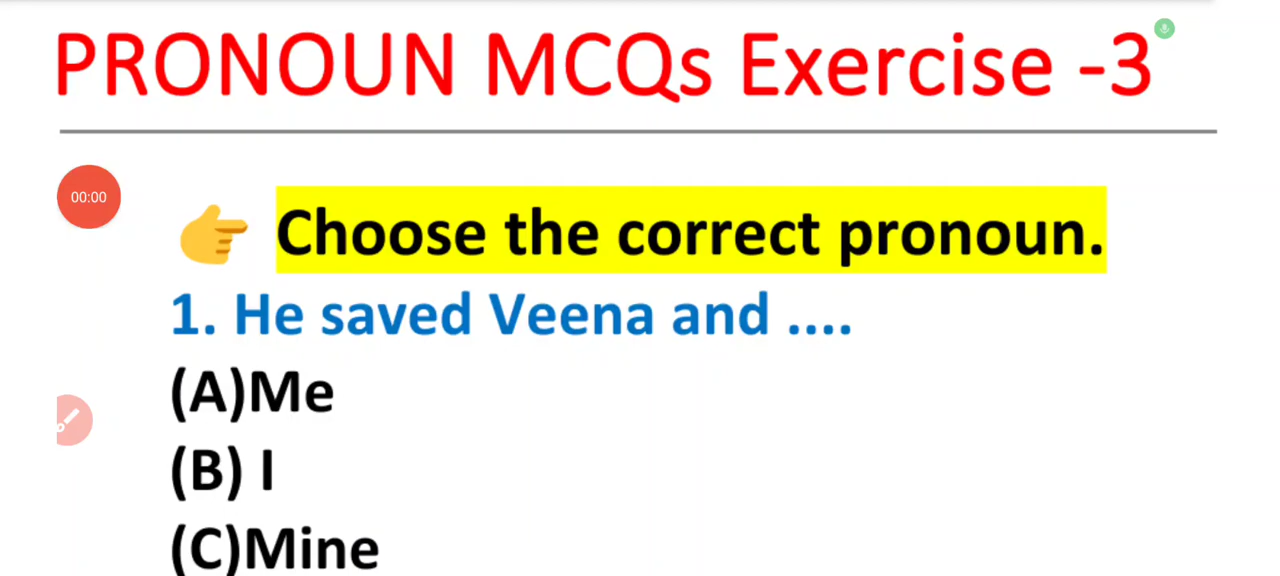 PRONOUN MCQs Exercise -3
00:00
Choose the correct pronoun.
1. He saved Veena and ....
(A)Me
(B) I
(C)Mine